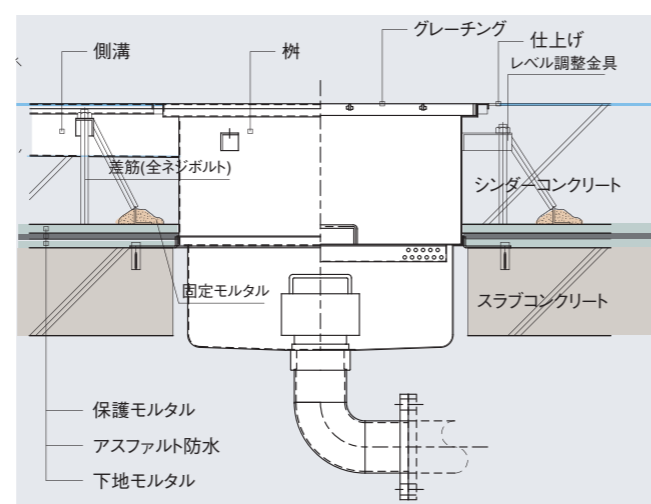 グレーチング
側溝
桝
仕上げ
レベル調整金具
差筋(全ネジボルト)
シンダーコンクリート
固定モルタル
スラブコンクリート
保護モルタル
アスファルト防水
下地モルタル